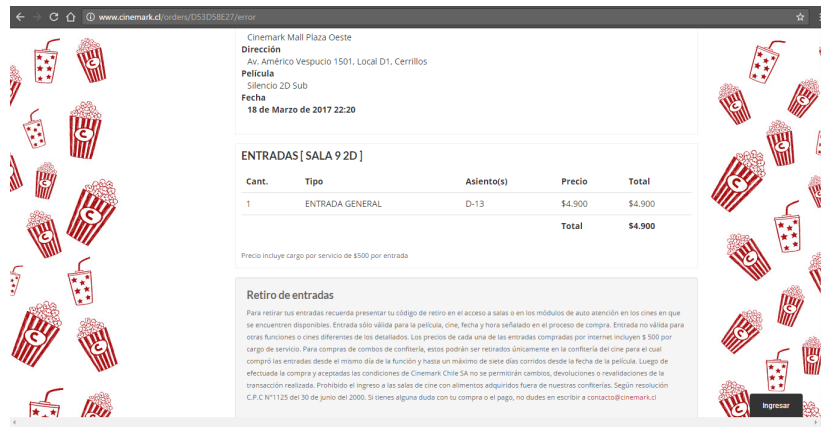 www.cinemark.cl/orders/D53D58E27/error
Cinemark Mall Plaza Oeste
Dirección
Av. Américo Vespucio 1501, Local D1, Cerrillos
Película
Silencio 2D Sub
Fecha
18 de Marzo de 2017 22:20
ENTRADAS [ SALA 9 2D ]
Cant. Tipo Asiento(s) Precio Total
1 ENTRADA GENERAL D-13 $4.900 $4.900
Total $4.900
Precio incluye cargo por servicio de $500 por entrada
Retiro de entradas
Para retirar tus entradas recuerda presentar tu código de retiro en el acceso a salas o en los módulos de auto atención en los cines en que
se encuentren disponibles. Entrada sólo válida para la película, cine, fecha y hora señalado en el proceso de compra. Entrada no válida para
otras funciones o cines diferentes de los detallados. Los precios de cada una de las entradas compradas por internet incluyen $ 500 por
cargo de servicio. Para compras de combos de confitería, estos podrán ser retirados únicamente en la confitería del cine para el cual
compró las entradas desde el mismo día de la función y hasta un máximo de siete días corridos desde la fecha de la película. Luego de
efectuada la compra y aceptadas las condiciones de Cinemark Chile SA no se permitirán cambios, devoluciones o revalidaciones de la
transacción realizada. Prohibido el ingreso a las salas de cine con alimentos adquiridos fuera de nuestras confiterías. Según resolución
C.P.C N°1125 del 30 de junio del 2000. Si tienes alguna duda con tu compra o el pago, no dudes en escribir a contacto@cinemark.cl
Ingresar